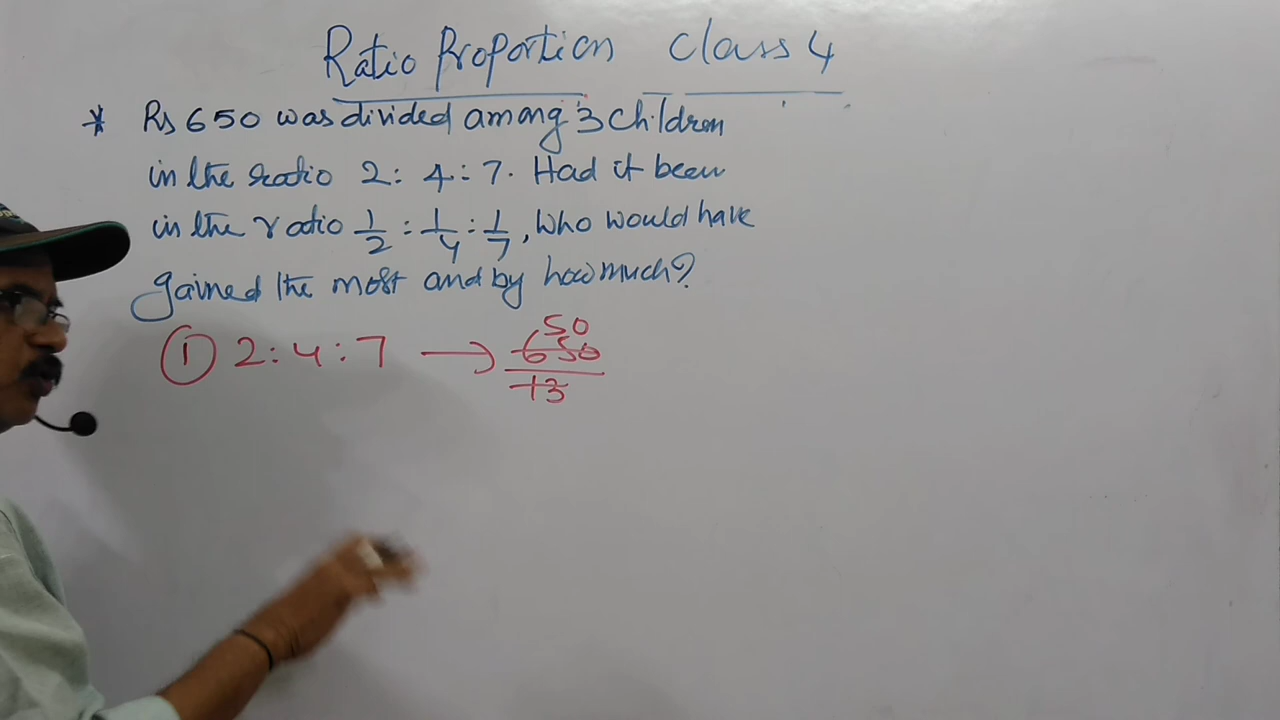 Ratio Proportion Class 4
* Rs 650 was divided among 3 children
in the ratio 2: 4: 7. Had it been
in the ratio 1/2 : 1/4 : 1/7, who would have
gained the most and by how much?
① 2:4:7 → 650/13 50